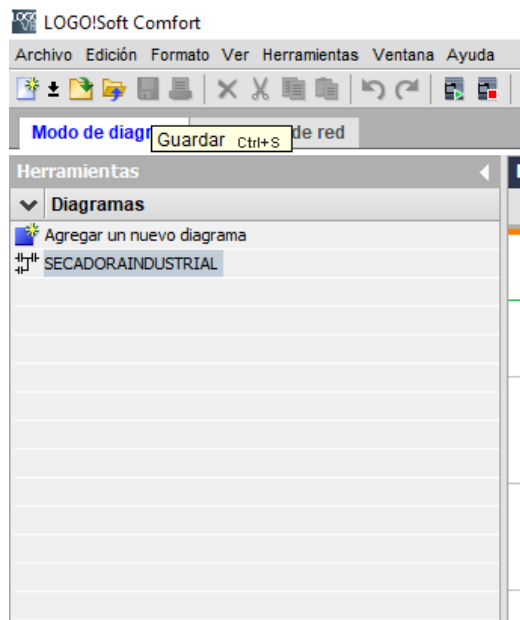 LOGO!Soft Comfort
Archivo Edición Formato Ver Herramientas Ventana Ayuda
Modo de diagr de red
Guardar Ctrl+S
Herramientas
Diagramas
Agregar un nuevo diagrama
SECADORAINDUSTRIAL